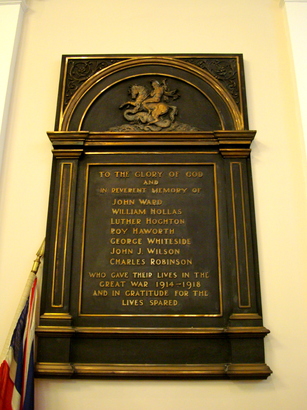 TO THE GLORY OF GOD
AND
IN REVERENT MEMORY OF
JOHN WARD
WILLIAM HOLLAS
LUTHER HOGHTON
ROY HAWORTH
GEORGE WHITESIDE
JOHN J. WILSON
CHARLES ROBINSON
WHO GAVE THEIR LIVES IN THE
GREAT WAR 1914-1918
AND IN GRATITUDE FOR THE
LIVES SPARED